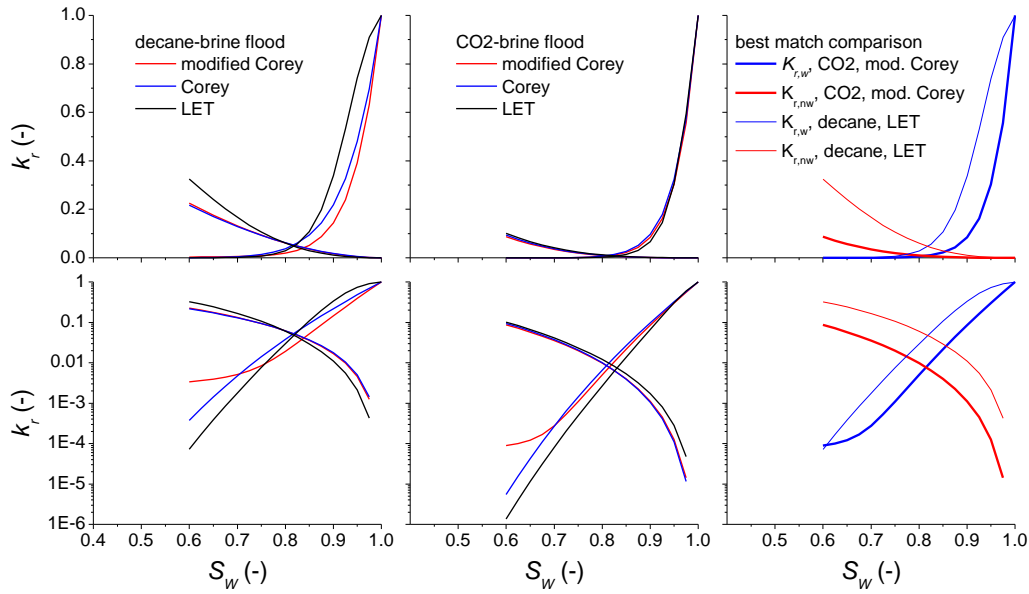 1.0
0.8
0.6
0.4
0.2
0.0
k_r (-)
decane-brine flood
modified Corey
Corey
LET
CO2-brine flood
modified Corey
Corey
LET
best match comparison
K_r,w, CO2, mod. Corey
K_r,nw, CO2, mod. Corey
K_r,w, decane, LET
K_r,nw, decane, LET
1
0.1
0.01
1E-3
1E-4
1E-5
1E-6
k_r (-)
0.4 0.5 0.6 0.7 0.8 0.9 1.0
0.5 0.6 0.7 0.8 0.9 1.0
0.5 0.6 0.7 0.8 0.9 1.0
S_W (-)
S_W (-)
S_W (-)